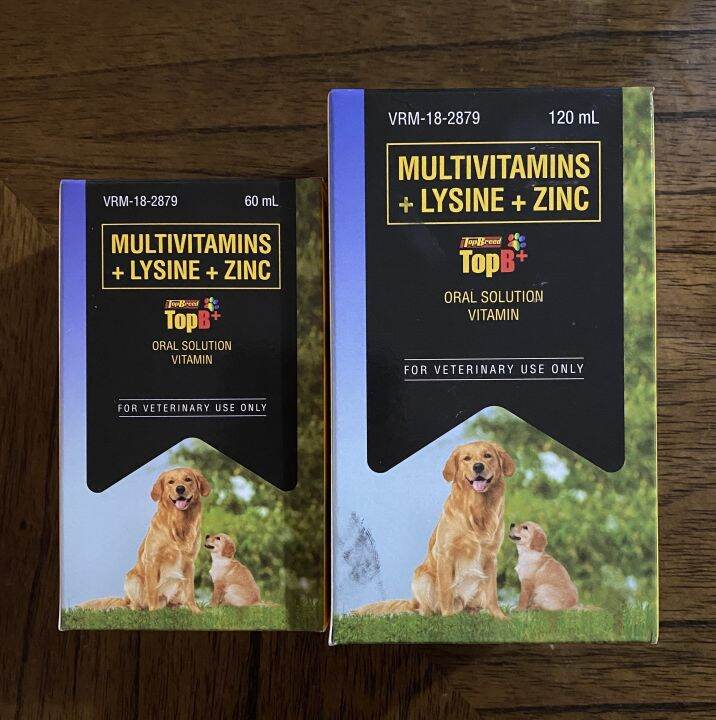 VRM-18-2879 60 mL
MULTIVITAMINS
+ LYSINE + ZINC
TopBreed
TopB+
ORAL SOLUTION
VITAMIN
FOR VETERINARY USE ONLY
VRM-18-2879 120 mL
MULTIVITAMINS
+ LYSINE + ZINC
TopBreed
TopB+
ORAL SOLUTION
VITAMIN
FOR VETERINARY USE ONLY